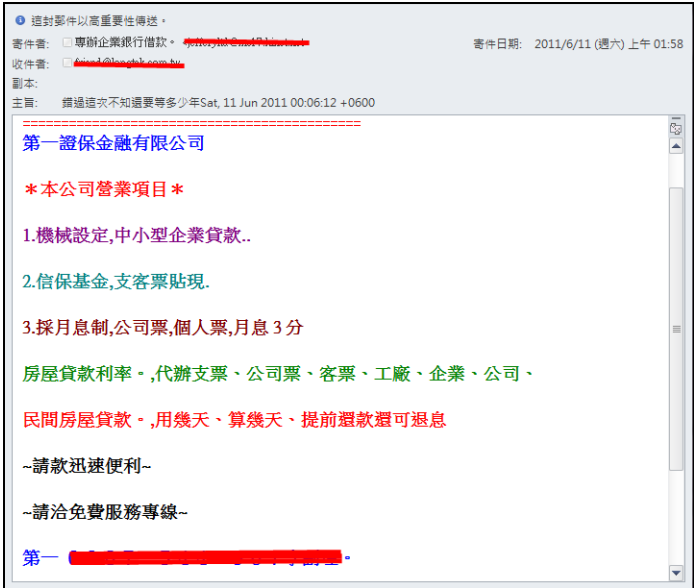 這封郵件以高重要性傳送。
寄件者: 專辦企業銀行借款。 寄件日期: 2011/6/11 (週六) 上午 01:58
收件者:
副本:
主旨: 錯過這次不知還要等多少年Sat, 11 Jun 2011 00:06:12 +0600
==========================================
第一證保金融有限公司
＊本公司營業項目＊
1.機械設定,中小型企業貸款..
2.信保基金,支客票貼現.
3.採月息制,公司票,個人票,月息 3 分
房屋貸款利率。,代辦支票、公司票、客票、工廠、企業、公司、
民間房屋貸款。,用幾天、算幾天、提前還款還可退息
~請款迅速便利~
~請洽免費服務專線~
第一